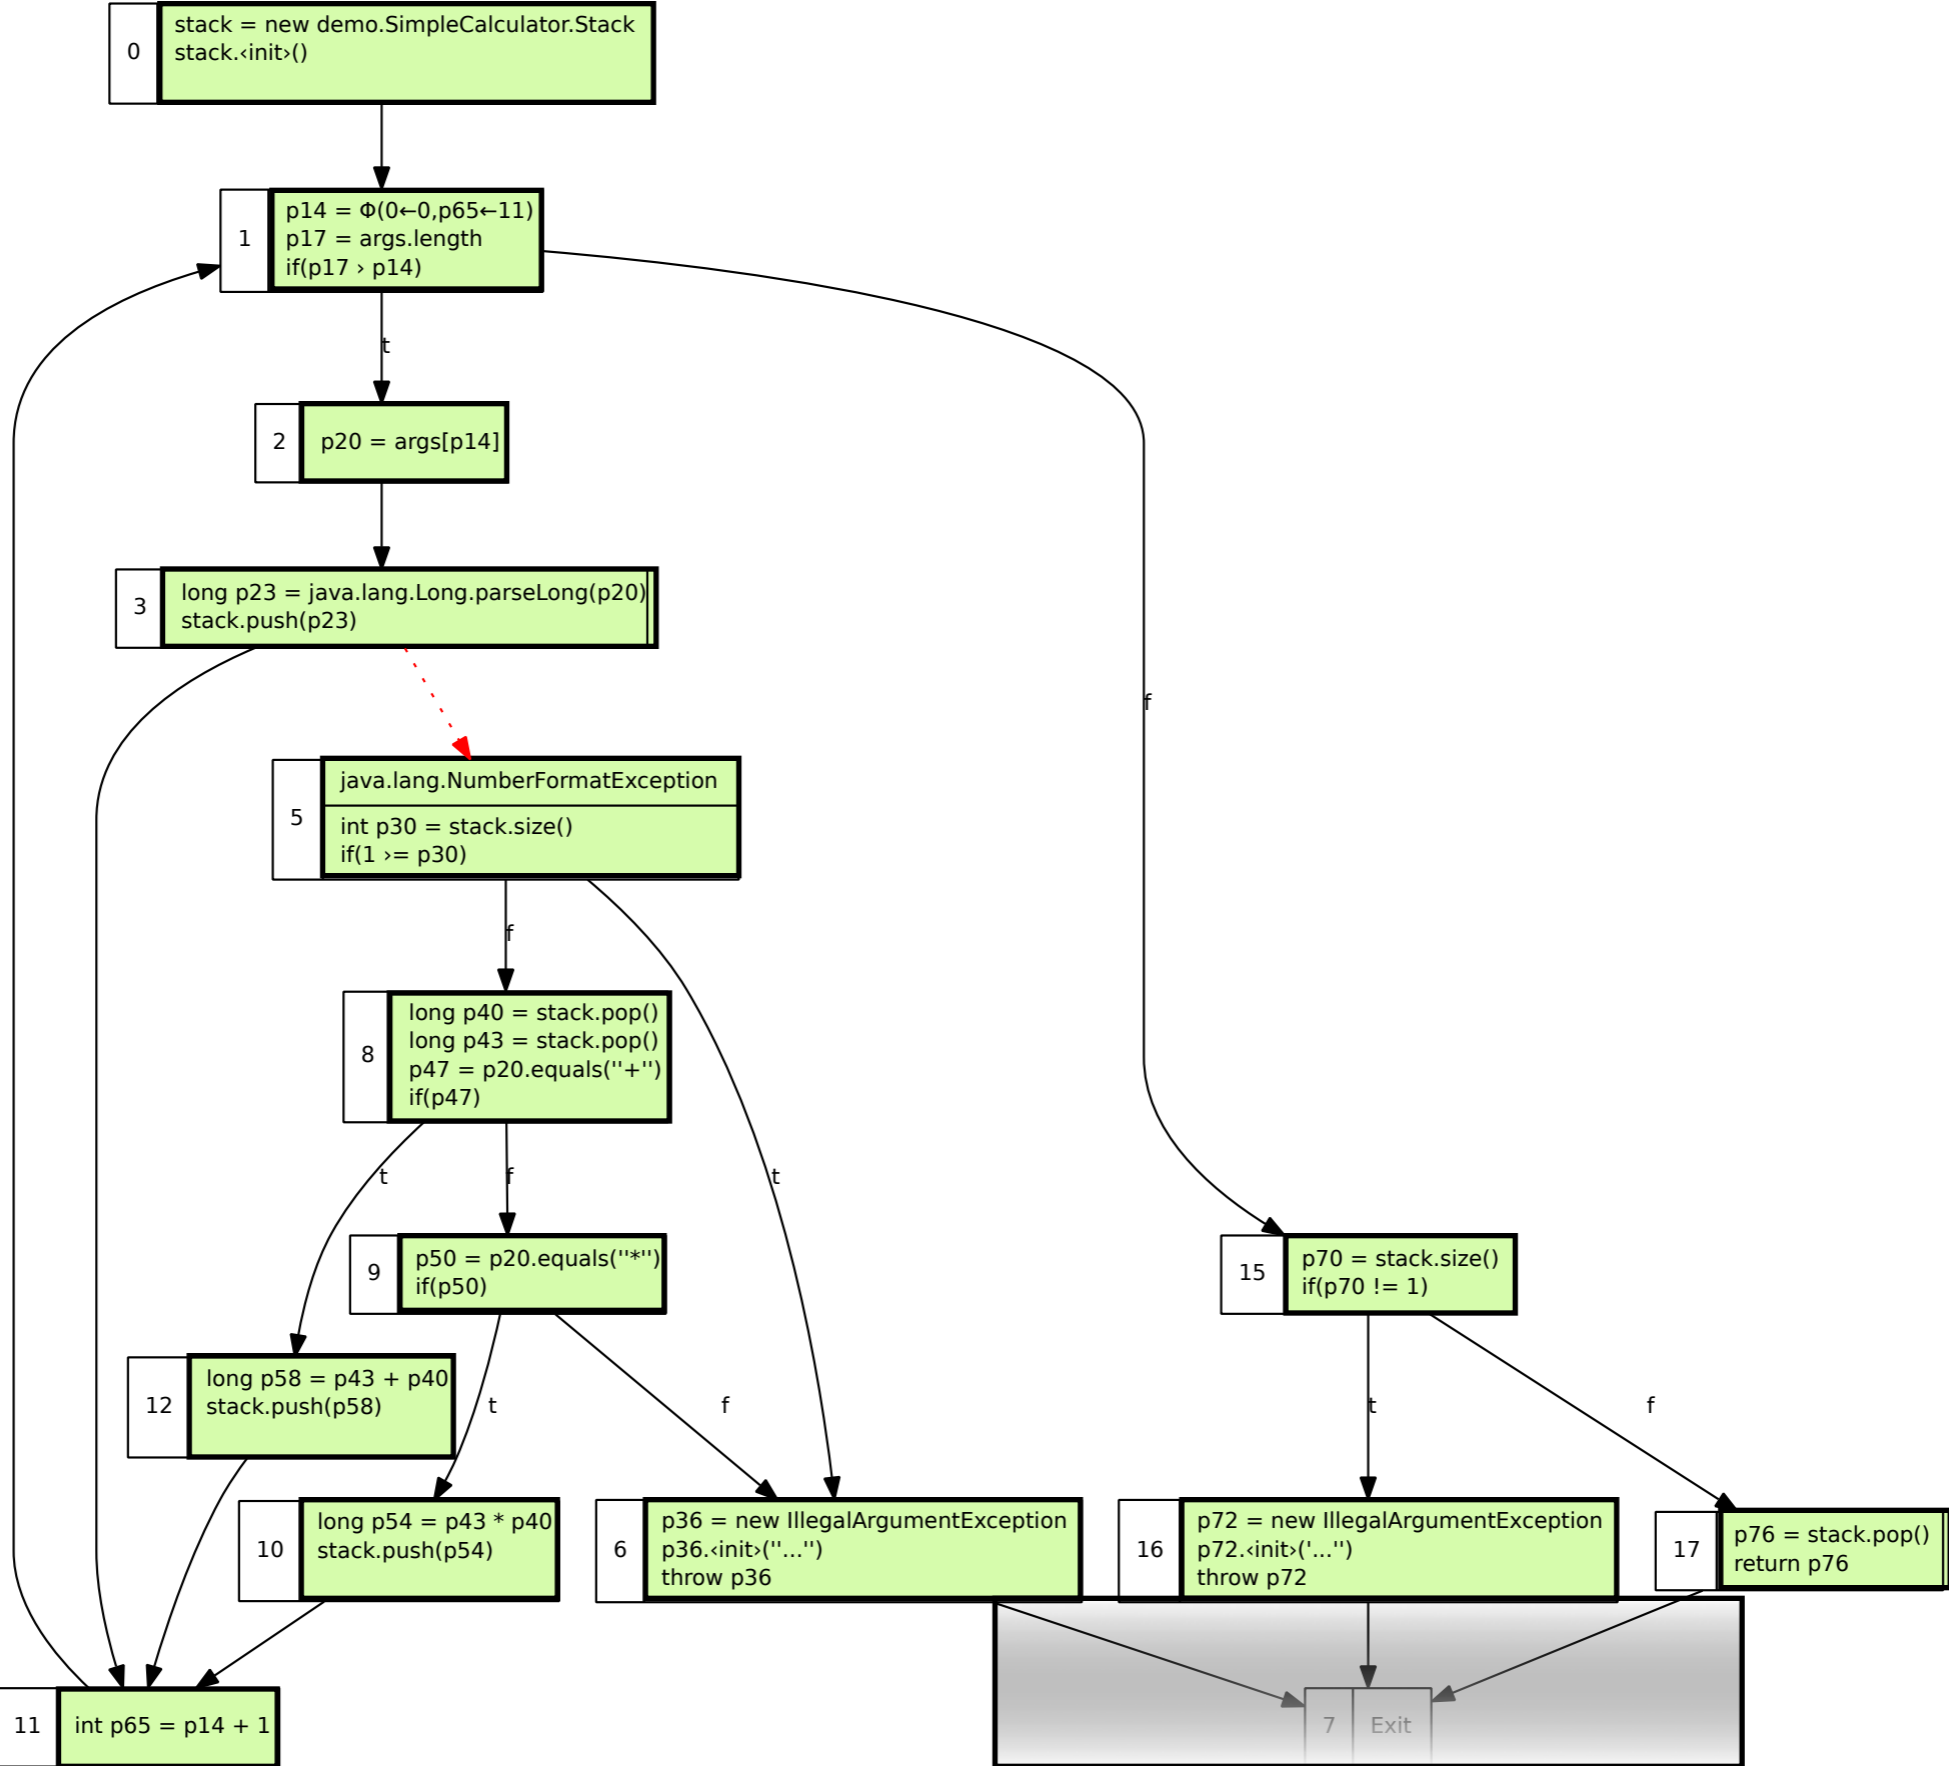 0
stack = new demo.SimpleCalculator.Stack
stack.‹init›()
1
p14 = Φ(0←0,p65←11)
p17 = args.length
if(p17 › p14)
t
2
p20 = args[p14]
3
long p23 = java.lang.Long.parseLong(p20)
stack.push(p23)
f
5
java.lang.NumberFormatException
int p30 = stack.size()
if(1 ›= p30)
f
8
long p40 = stack.pop()
long p43 = stack.pop()
p47 = p20.equals(''+'')
if(p47)
t
f
t
9
p50 = p20.equals(''*'')
if(p50)
15
p70 = stack.size()
if(p70 != 1)
12
long p58 = p43 + p40
stack.push(p58)
t
f
t
f
10
long p54 = p43 * p40
stack.push(p54)
6
p36 = new IllegalArgumentException
p36.‹init›(''...'')
throw p36
16
p72 = new IllegalArgumentException
p72.‹init›('...'')
throw p72
17
p76 = stack.pop()
return p76
11
int p65 = p14 + 1
7
Exit